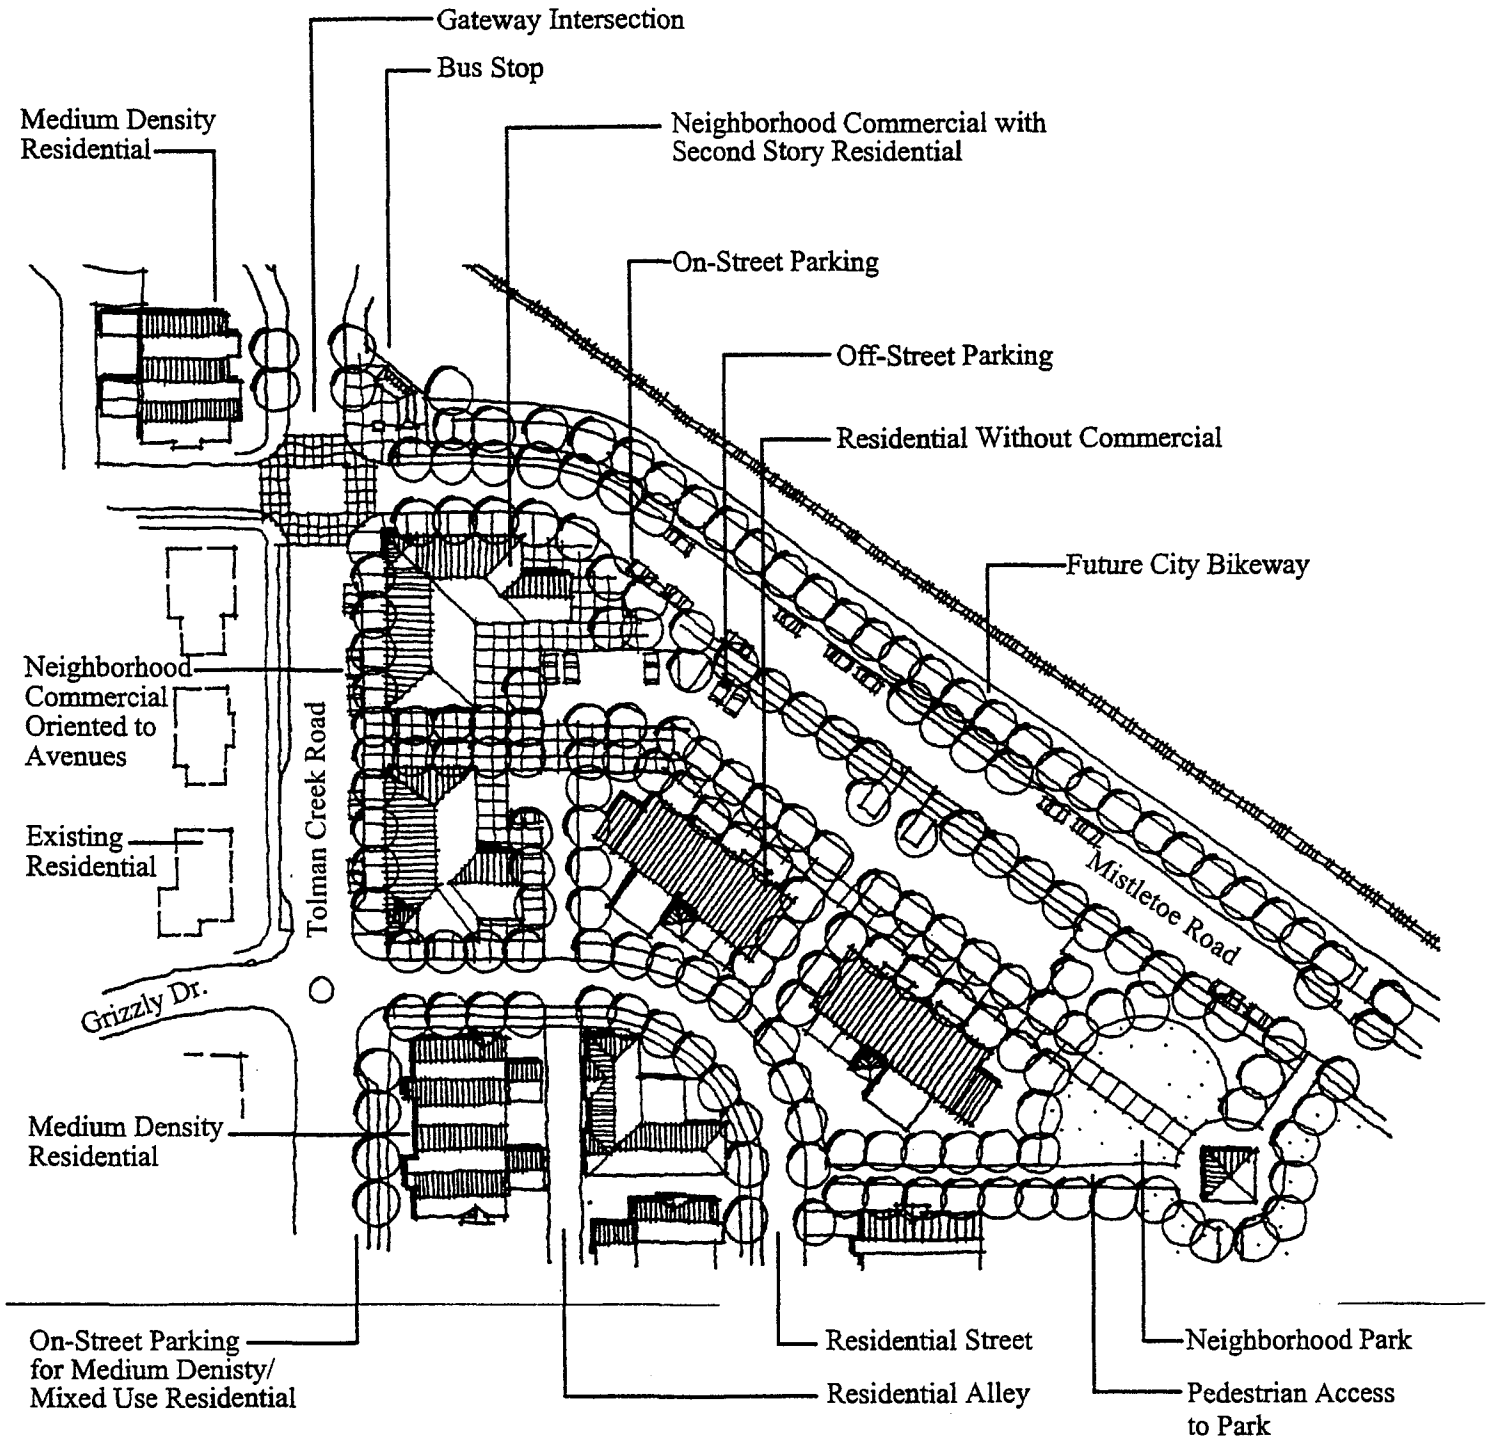 Gateway Intersection
Bus Stop
Medium Density
Residential
Neighborhood Commercial with
Second Story Residential
On-Street Parking
Off-Street Parking
Residential Without Commercial
Future City Bikeway
Neighborhood
Commercial
Oriented to
Avenues
Tolman Creek Road
Existing
Residential
Mistletoe Road
Grizzly Dr.
Medium Density
Residential
On-Street Parking
for Medium Denisty/
Mixed Use Residential
Residential Street
Residential Alley
Neighborhood Park
Pedestrian Access
to Park